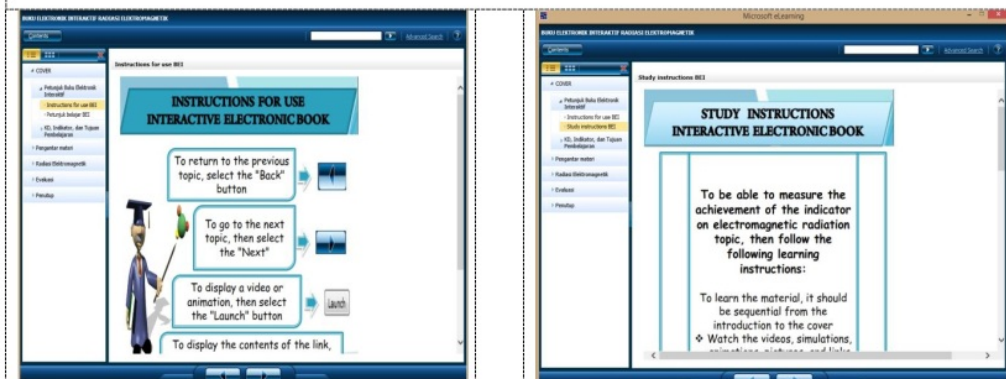 BUKU ELEKTRONIK INTERAKTIF RADIASI ELEKTROMAGNETIK
Contents
Advanced Search
?
Instructions for use BEI
COVER
Petunjuk Buku Elektronik
Interaktif
Instructions for use BEI
Petunjuk belajar BEI
KD, Indikator, dan Tujuan
Pembelajaran
Pengantar materi
Radiasi Elektromagnetik
Evaluasi
Penutup
INSTRUCTIONS FOR USE
INTERACTIVE ELECTRONIC BOOK
To return to the previous
topic, select the "Back"
button
To go to the next
topic, then select
the "Next"
To display a video or
animation, then select
the "Launch" button
Launch
To display the contents of the link,
Microsoft eLearning
BUKU ELEKTRONIK INTERAKTIF RADIASI ELEKTROMAGNETIK
Contents
Advanced Search
?
Study instructions BEI
COVER
Petunjuk Buku Elektronik
Interaktif
Instructions for use BEI
Study instructions BEI
KD, Indikator, dan Tujuan
Pembelajaran
Pengantar materi
Radiasi Elektromagnetik
Evaluasi
Penutup
STUDY INSTRUCTIONS
INTERACTIVE ELECTRONIC BOOK
To be able to measure the
achievement of the indicator
on electromagnetic radiation
topic, then follow the
following learning
instructions:
To learn the material, it should
be sequential from the
introduction to the cover
❖ Watch the videos, simulations,
animations, pictures, and links